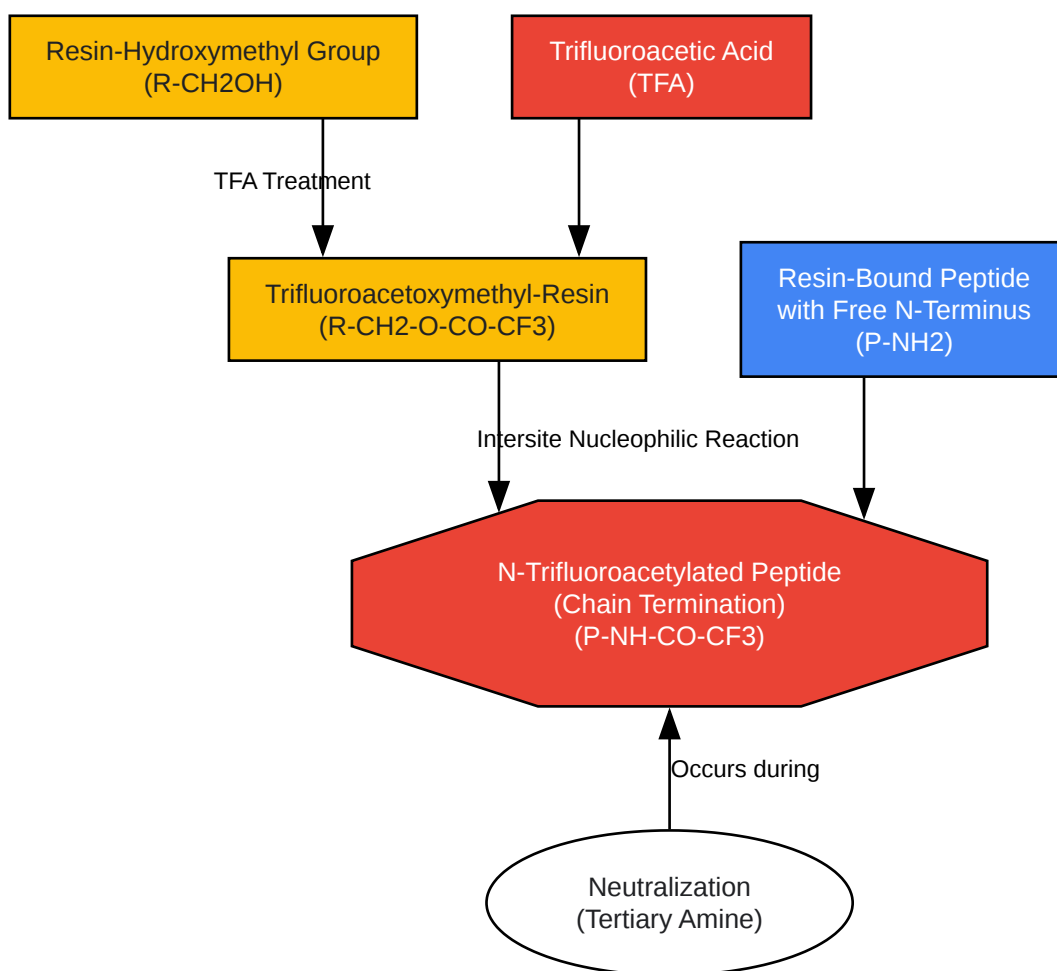 Resin-Hydroxymethyl Group
(R-CH2OH)
Trifluoroacetic Acid
(TFA)
TFA Treatment
Trifluoroacetoxymethyl-Resin
(R-CH2-O-CO-CF3)
Resin-Bound Peptide
with Free N-Terminus
(P-NH2)
Intersite Nucleophilic Reaction
N-Trifluoroacetylated Peptide
(Chain Termination)
(P-NH-CO-CF3)
Occurs during
Neutralization
(Tertiary Amine)